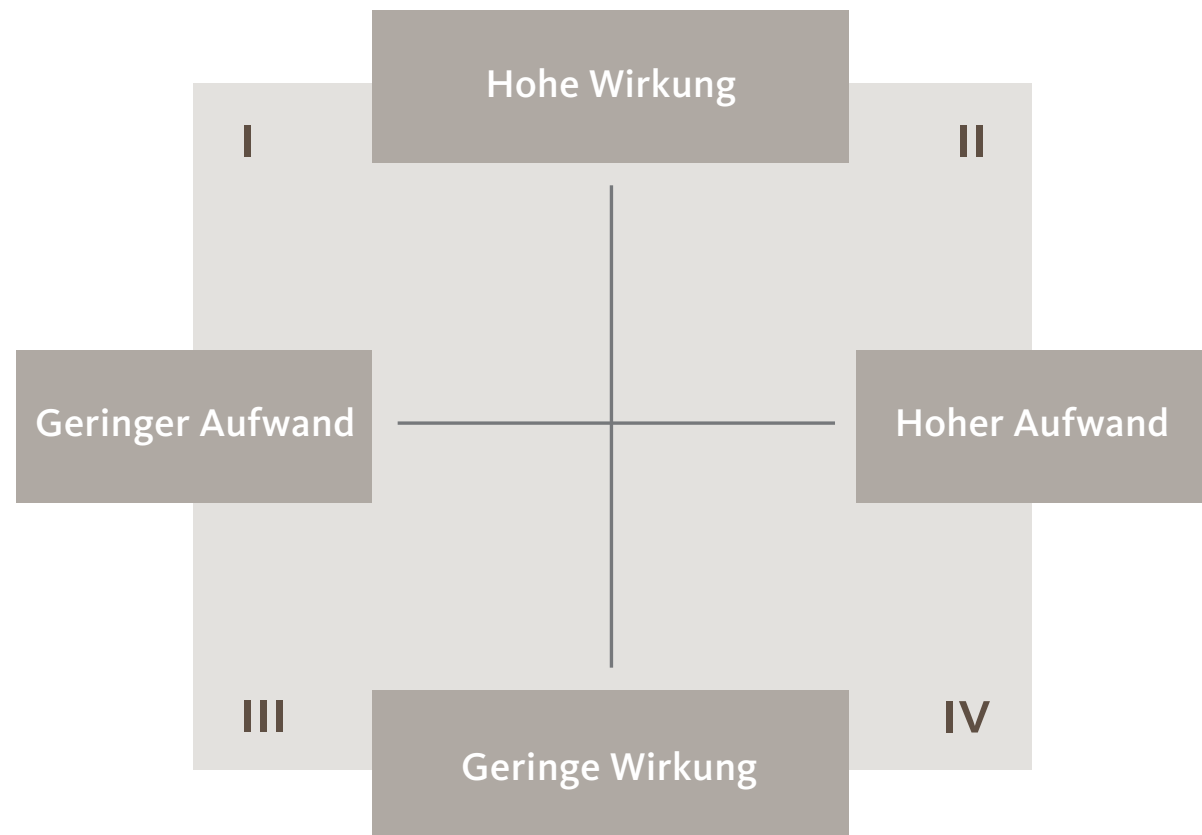 Hohe Wirkung
I
II
Geringer Aufwand
Hoher Aufwand
III
IV
Geringe Wirkung